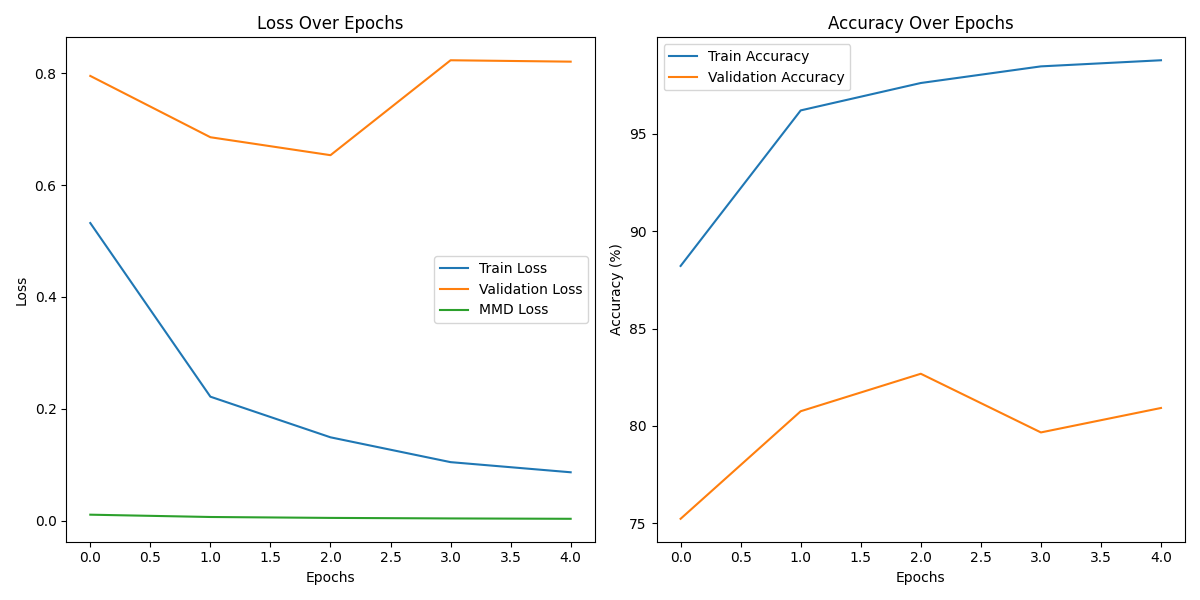 Loss Over Epochs
Loss
0.8
0.6
0.4
0.2
0.0
Train Loss
Validation Loss
MMD Loss
0.0 0.5 1.0 1.5 2.0 2.5 3.0 3.5 4.0
Epochs
Accuracy Over Epochs
Accuracy (%)
Train Accuracy
Validation Accuracy
95
90
85
80
75
0.0 0.5 1.0 1.5 2.0 2.5 3.0 3.5 4.0
Epochs